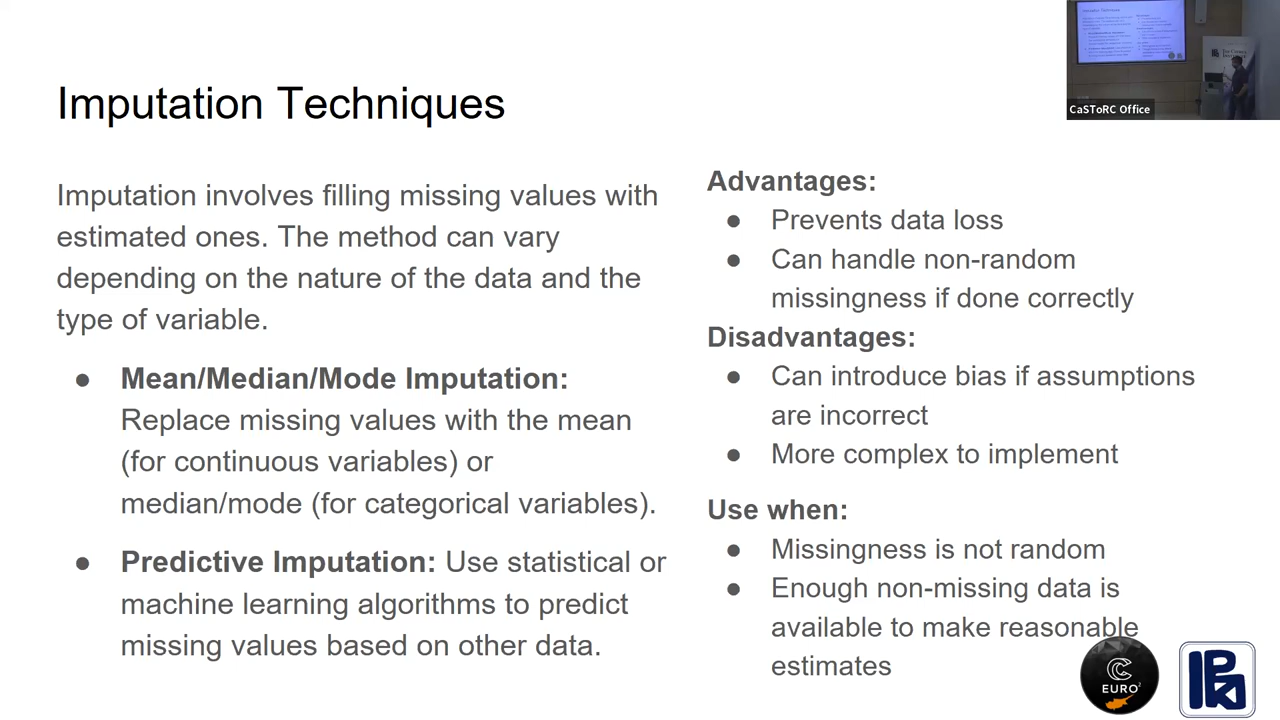 Imputation Techniques
Imputation involves filling missing values with
estimated ones. The method can vary
depending on the nature of the data and the
type of variable.
● Mean/Median/Mode Imputation:
Replace missing values with the mean
(for continuous variables) or
median/mode (for categorical variables).
● Predictive Imputation: Use statistical or
machine learning algorithms to predict
missing values based on other data.
Advantages:
● Prevents data loss
● Can handle non-random
missingness if done correctly
Disadvantages:
● Can introduce bias if assumptions
are incorrect
● More complex to implement
Use when:
● Missingness is not random
● Enough non-missing data is
available to make reasonable
estimates
CaSToRC Office
EURO²